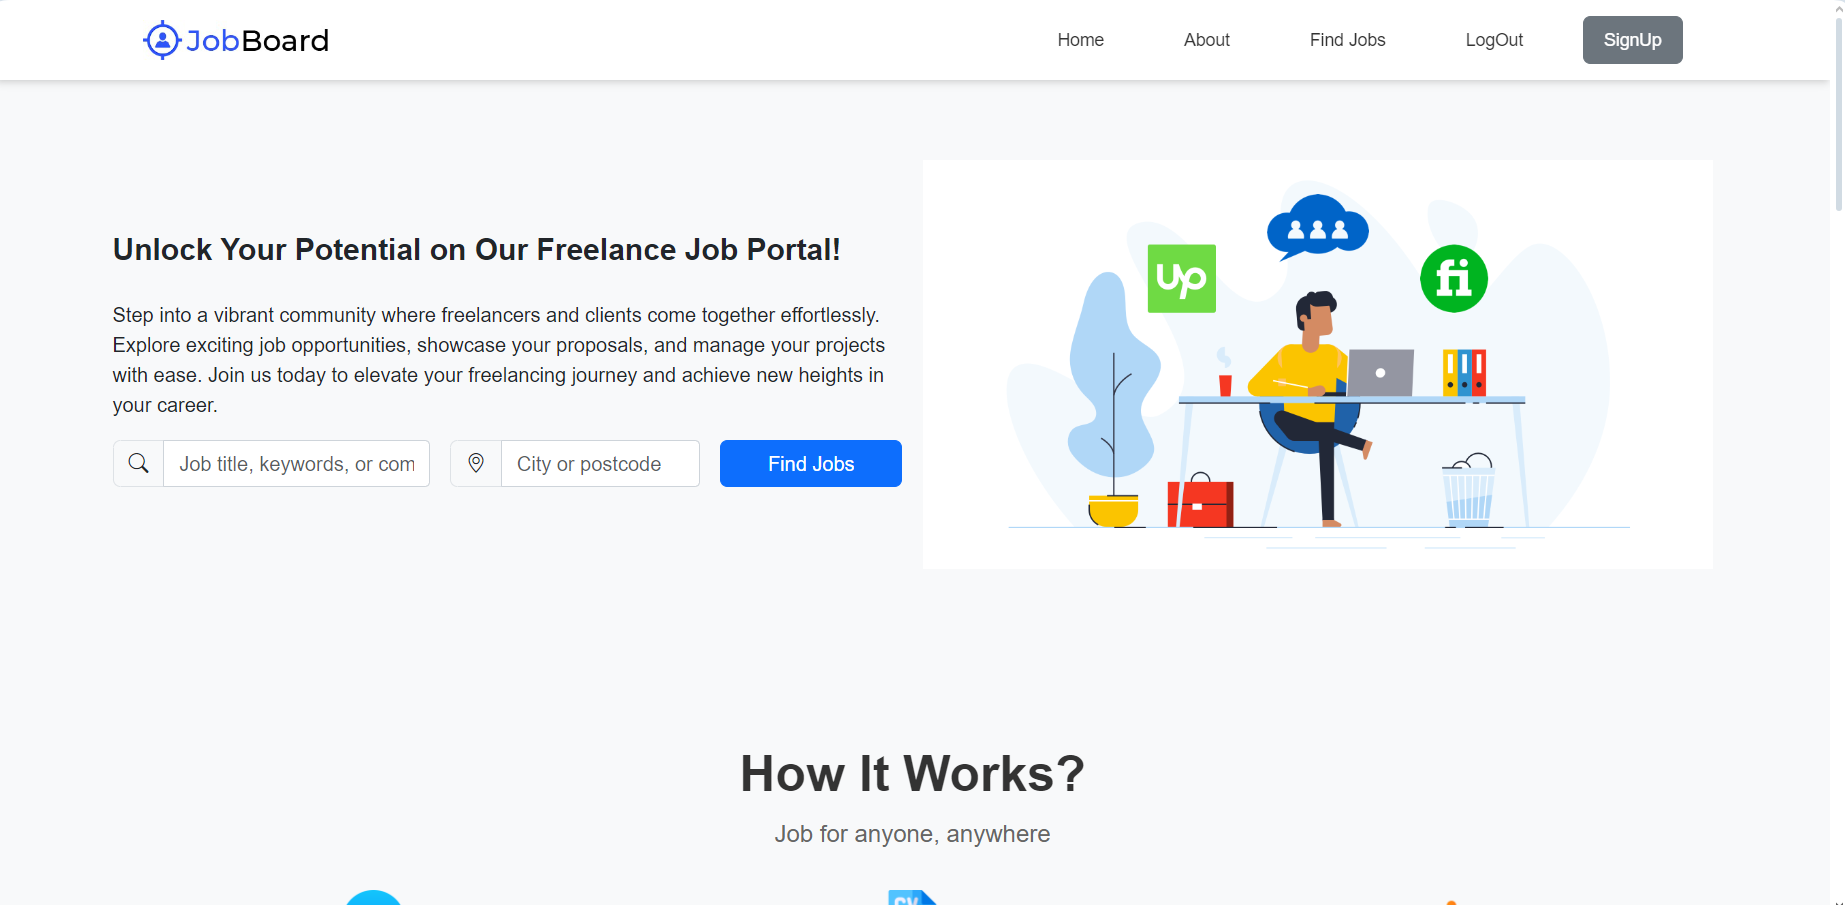 JobBoard
Home
About
Find Jobs
LogOut
SignUp
Unlock Your Potential on Our Freelance Job Portal!
Step into a vibrant community where freelancers and clients come together effortlessly.
Explore exciting job opportunities, showcase your proposals, and manage your projects
with ease. Join us today to elevate your freelancing journey and achieve new heights in
your career.
Job title, keywords, or com
City or postcode
Find Jobs
up
fi
How It Works?
Job for anyone, anywhere
CV